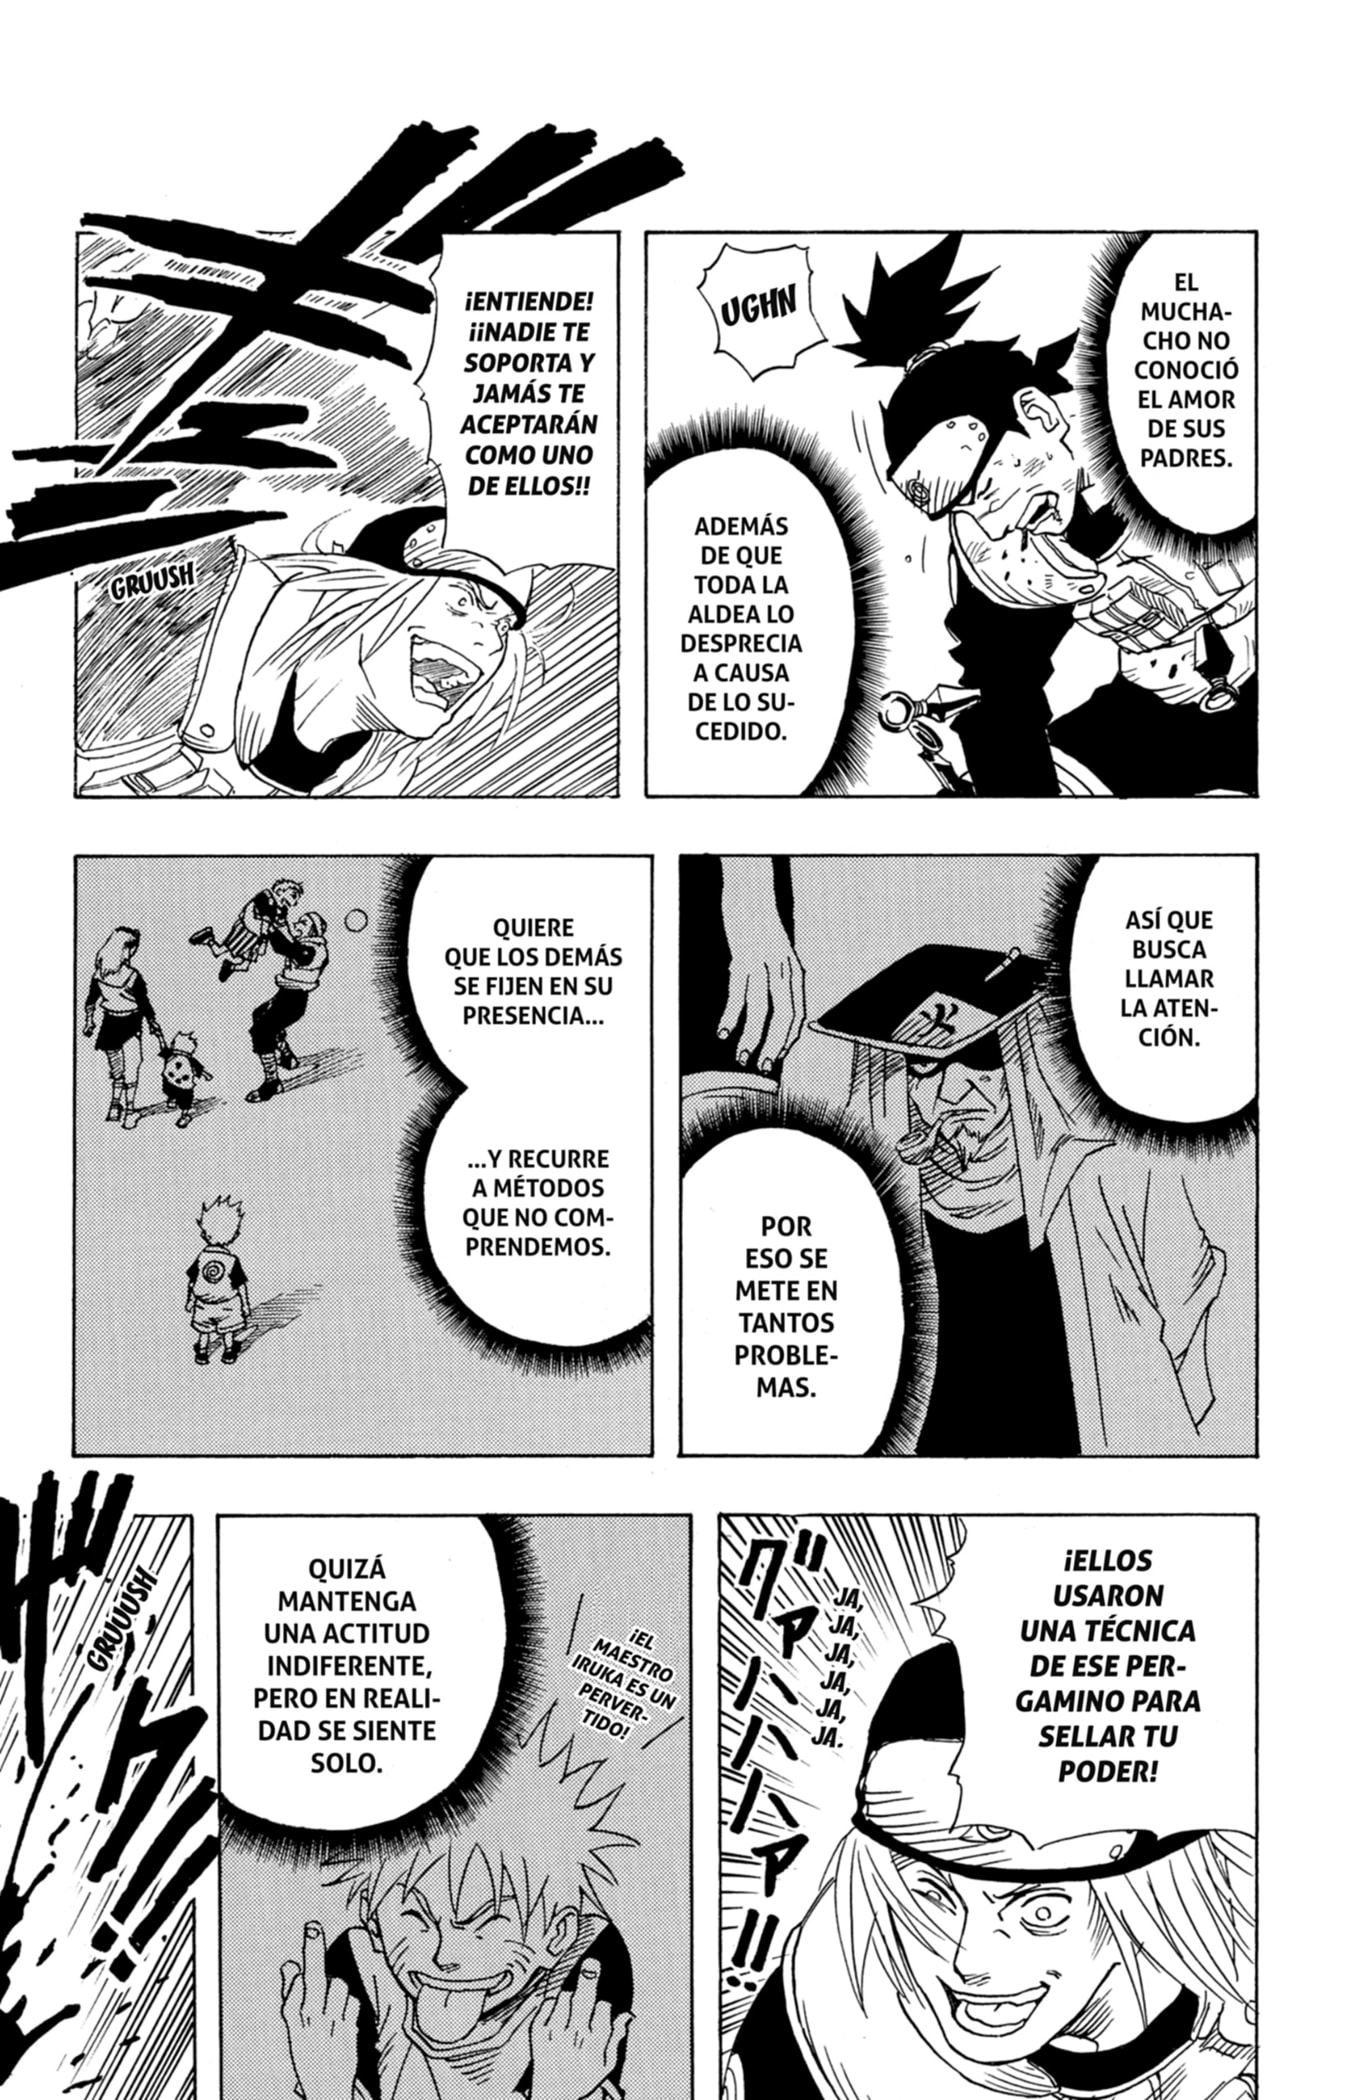 EL
MUCHA-
CHO NO
CONOCIÓ
EL AMOR
DE SUS
PADRES.
UGHN
ADEMÁS
DE QUE
TODA LA
ALDEA LO
DESPRECIA
A CAUSA
DE LO SU-
CEDIDO.
¡ENTIENDE!
¡¡NADIE TE
SOPORTA Y
JAMÁS TE
ACEPTARÁN
COMO UNO
DE ELLOS!!
GRUUSH
ASÍ QUE
BUSCA
LLAMAR
LA ATEN-
CIÓN.
火
POR
ESO SE
METE EN
TANTOS
PROBLE-
MAS.
QUIERE
QUE LOS DEMÁS
SE FIJEN EN SU
PRESENCIA...
...Y RECURRE
A MÉTODOS
QUE NO COM-
PRENDEMOS.
¡ELLOS
USARON
UNA TÉCNICA
DE ESE PER-
GAMINO PARA
SELLAR TU
PODER!
JA,
JA,
JA,
JA,
JA,
JA.
QUIZÁ
MANTENGA
UNA ACTITUD
INDIFERENTE,
PERO EN REALI-
DAD SE SIENTE
SOLO.
¡EL
MAESTRO
IRUKA ES UN
PERVER-
TIDO!
GRUUUSH